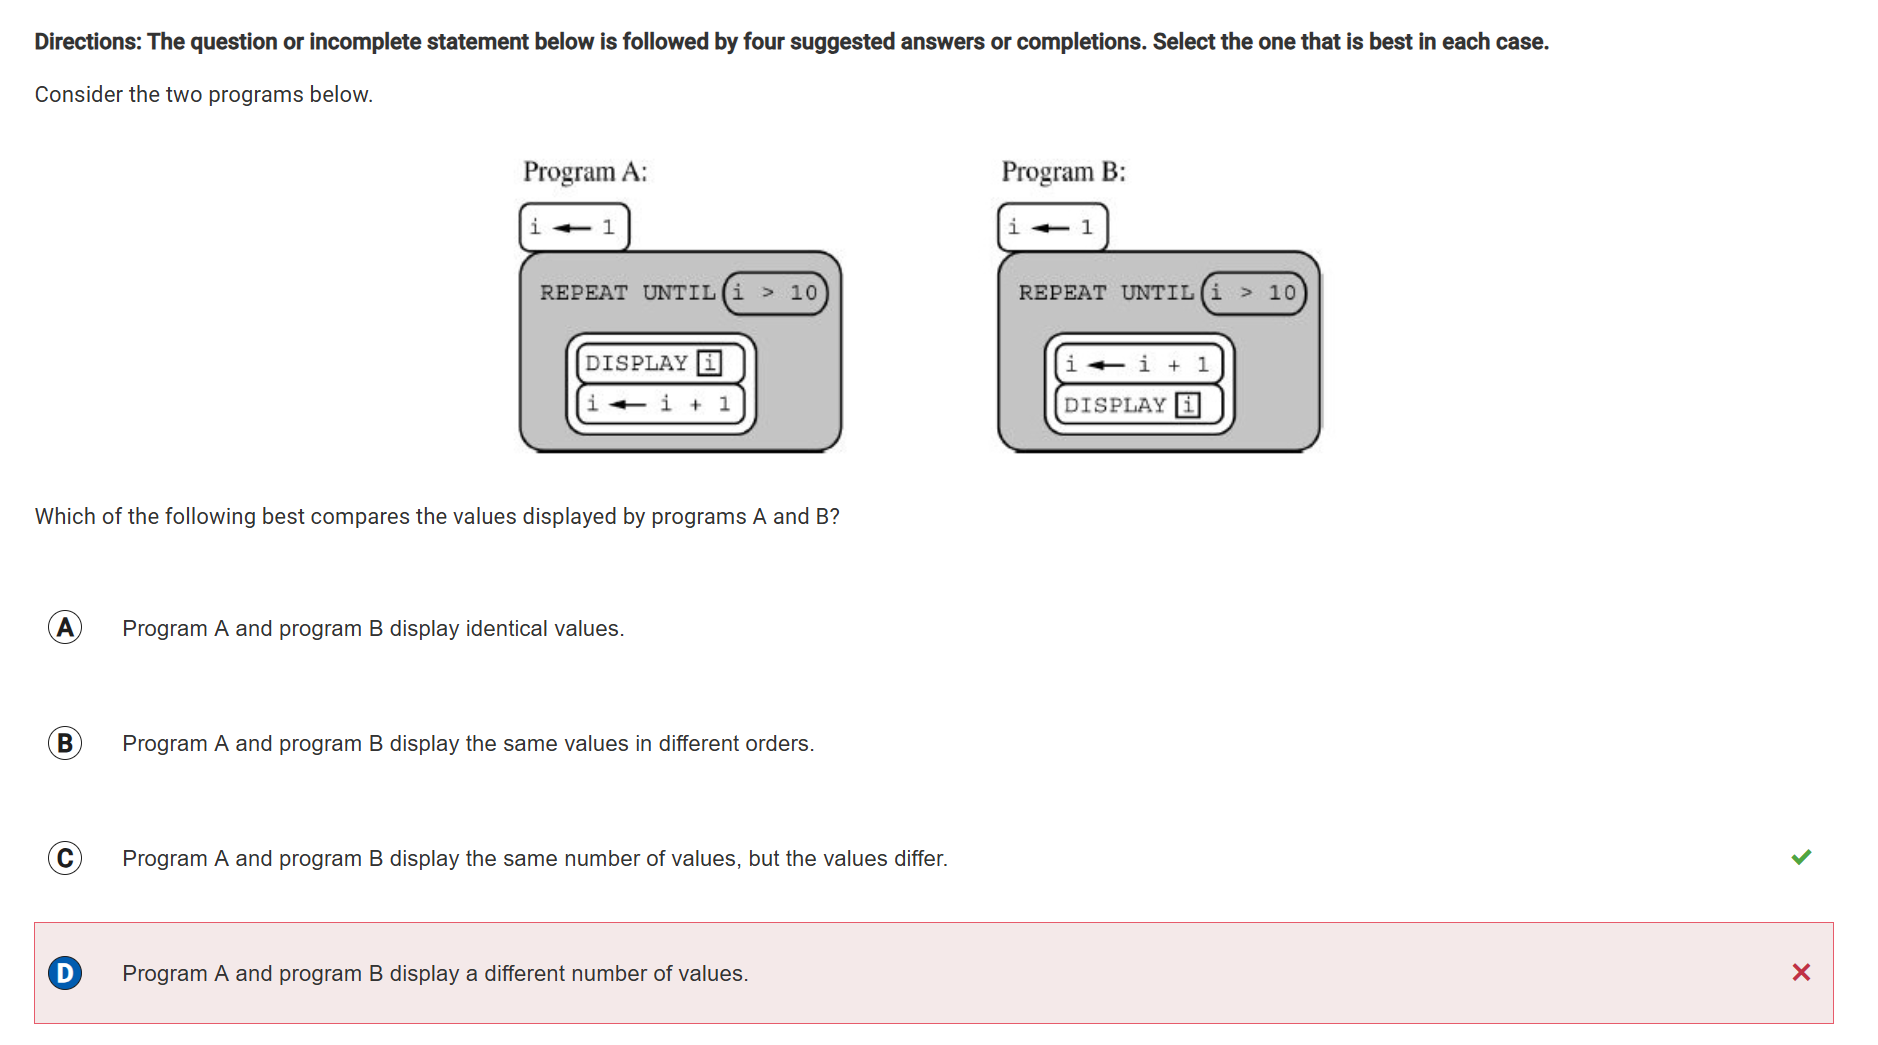 Directions: The question or incomplete statement below is followed by four suggested answers or completions. Select the one that is best in each case.
Consider the two programs below.
Program A:
i ← 1
REPEAT UNTIL i > 10
DISPLAY i
i ← i + 1
Program B:
i ← 1
REPEAT UNTIL i > 10
i ← i + 1
DISPLAY i
Which of the following best compares the values displayed by programs A and B?
A Program A and program B display identical values.
B Program A and program B display the same values in different orders.
C Program A and program B display the same number of values, but the values differ.
D Program A and program B display a different number of values.